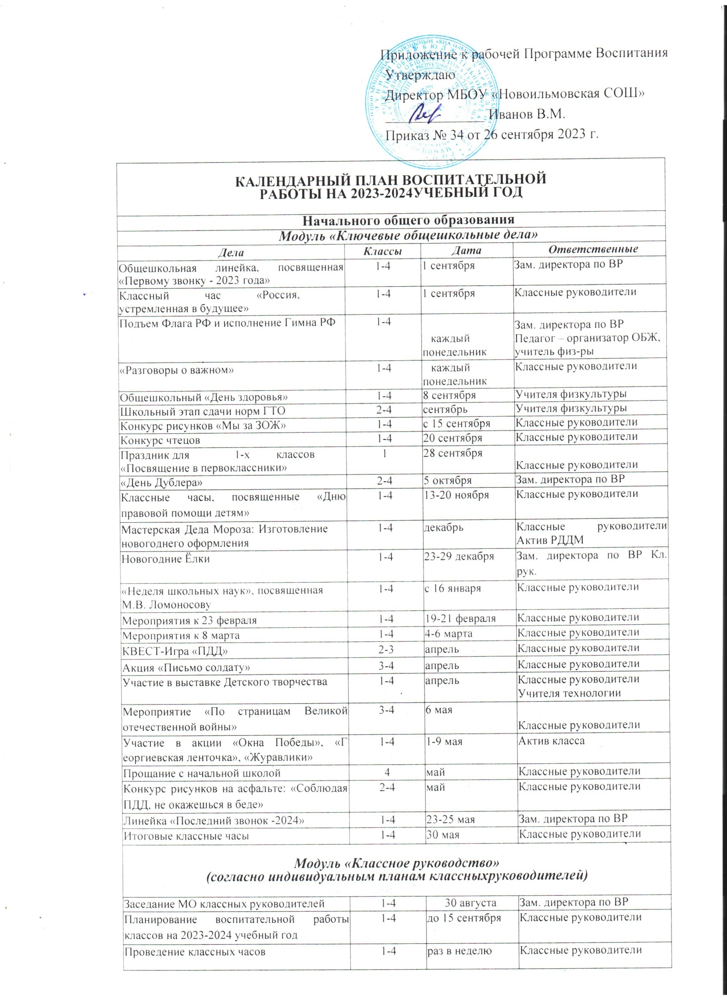 Приложение к рабочей Программе Воспитания
Утверждаю
Директор МБОУ «Новоильмовская СОШ»
Иванов В.М.
Приказ № 34 от 26 сентября 2023 г.
КАЛЕНДАРНЫЙ ПЛАН ВОСПИТАТЕЛЬНОЙ
РАБОТЫ НА 2023-2024УЧЕБНЫЙ ГОД
Начального общего образования
Модуль «Ключевые общешкольные дела»
Дела Классы Дата Ответственные
Общешкольная линейка, посвященная 1-4 1 сентября Зам. директора по ВР
«Первому звонку - 2023 года»
Классный час «Россия, 1-4 1 сентября Классные руководители
устремленная в будущее»
Подъем Флага РФ и исполнение Гимна РФ 1-4 Зам. директора по ВР
каждый Педагог – организатор ОБЖ,
понедельник учитель физ-ры
«Разговоры о важном» 1-4 каждый Классные руководители
понедельник
Общешкольный «День здоровья» 1-4 8 сентября Учителя физкультуры
Школьный этап сдачи норм ГТО 2-4 сентябрь Учителя физкультуры
Конкурс рисунков «Мы за ЗОЖ» 1-4 с 15 сентября Классные руководители
Конкурс чтецов 1-4 20 сентября Классные руководители
Праздник для 1-х классов 1 28 сентября
«Посвящение в первоклассники» Классные руководители
«День Дублера» 2-4 5 октября Зам. директора по ВР
Классные часы, посвященные «Дню 1-4 13-20 ноября Классные руководители
правовой помощи детям»
Мастерская Деда Мороза: Изготовление 1-4 декабрь Классные руководители
новогоднего оформления Актив РДДМ
Новогодние Ёлки 1-4 23-29 декабря Зам. директора по ВР Кл.
рук.
«Неделя школьных наук», посвященная 1-4 с 16 января Классные руководители
М.В. Ломоносову
Мероприятия к 23 февраля 1-4 19-21 февраля Классные руководители
Мероприятия к 8 марта 1-4 4-6 марта Классные руководители
КВЕСТ-Игра «ПДД» 2-3 апрель Классные руководители
Акция «Письмо солдату» 3-4 апрель Классные руководители
Участие в выставке Детского творчества 1-4 апрель Классные руководители
Учителя технологии
Мероприятие «По страницам Великой 3-4 6 мая
отечественной войны» Классные руководители
Участие в акции «Окна Победы», «Г 1-4 1-9 мая Актив класса
еоргиевская ленточка», «Журавлики»
Прощание с начальной школой 4 май Классные руководители
Конкурс рисунков на асфальте: «Соблюдая 2-4 май Классные руководители
ПДД, не окажешься в беде»
Линейка «Последний звонок -2024» 1-4 23-25 мая Зам. директора по ВР
Итоговые классные часы 1-4 30 мая Классные руководители
Модуль «Классное руководство»
(согласно индивидуальным планам классныхруководителей)
Заседание МО классных руководителей 1-4 30 августа Зам. директора по ВР
Планирование воспитательной работы 1-4 до 15 сентября Классные руководители
классов на 2023-2024 учебный год
Проведение классных часов 1-4 раз в неделю Классные руководители